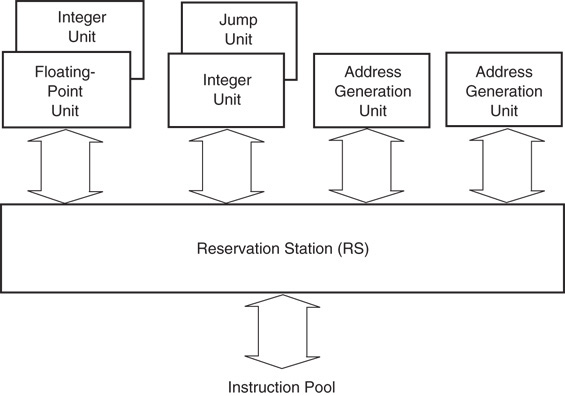 Integer
Unit
Floating-
Point
Unit
Jump
Unit
Integer
Unit
Address
Generation
Unit
Address
Generation
Unit
Reservation Station (RS)
Instruction Pool